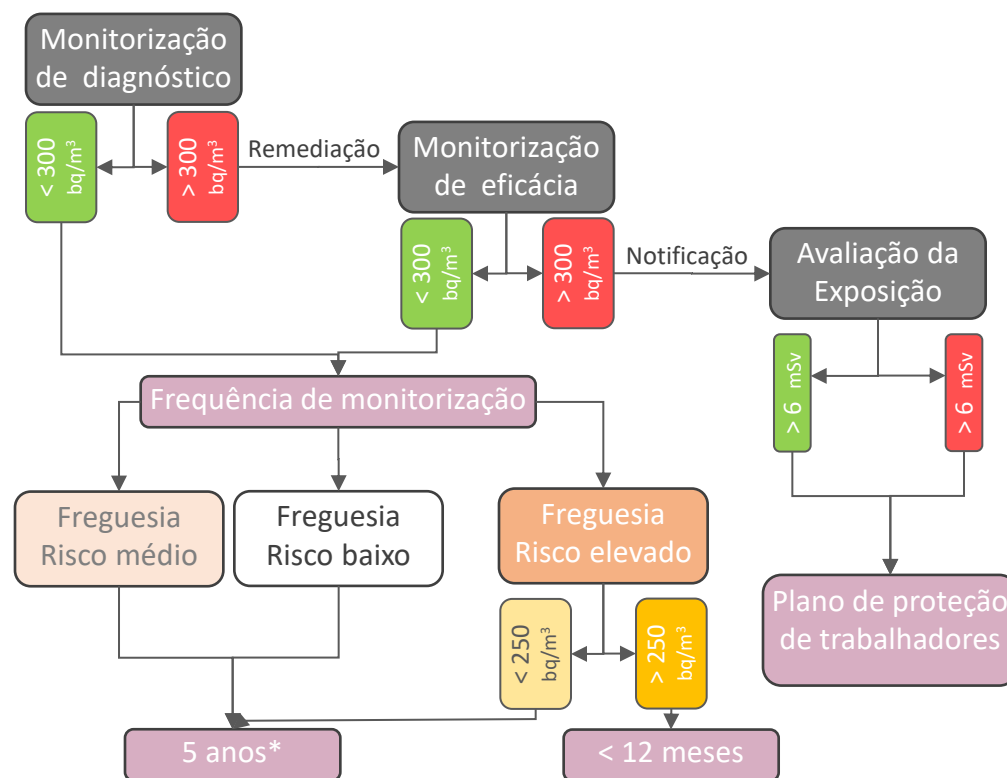 Monitorização
de diagnóstico
< 300
bq/m³
> 300
bq/m³
Remediação
Monitorização
de eficácia
< 300
bq/m³
> 300
bq/m³
Notificação
Avaliação da
Exposição
> 6 mSv
> 6 mSv
Frequência de monitorização
Freguesia
Risco médio
Freguesia
Risco baixo
Freguesia
Risco elevado
< 250
bq/m³
> 250
bq/m³
Plano de proteção
de trabalhadores
5 anos*
< 12 meses